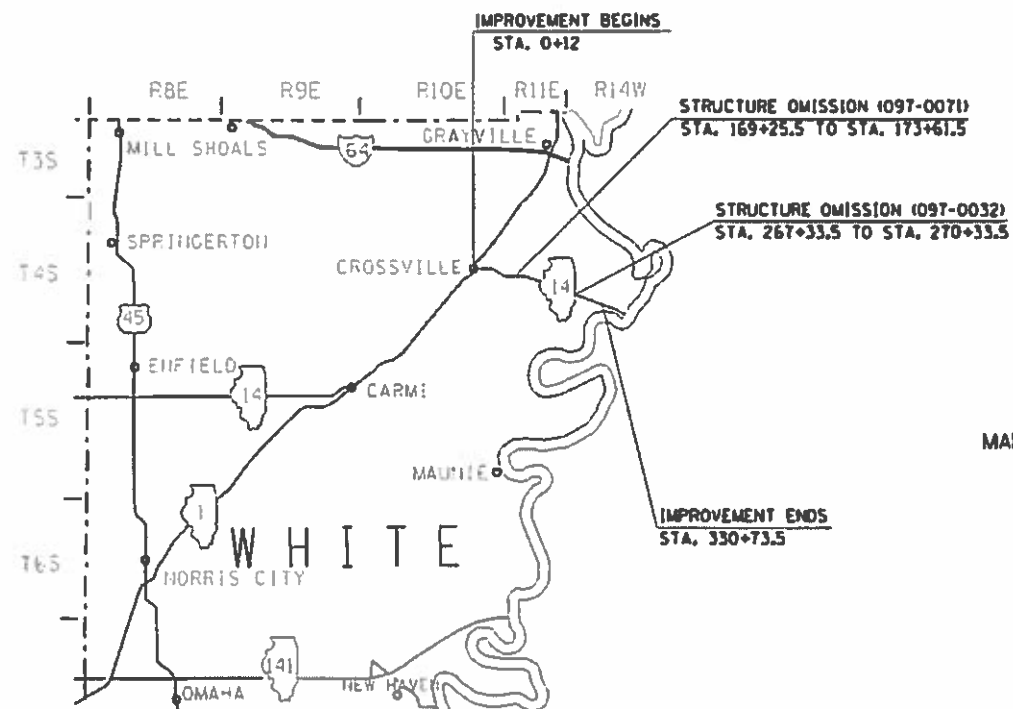 IMPROVEMENT BEGINS
STA. 0+12
R8E
R9E
R10E
R11E
R14W
STRUCTURE OMISSION (097-0071)
STA. 169+25.5 TO STA. 173+61.5
T3S
MILL SHOALS
64
GRAYVILLE
STRUCTURE OMISSION (097-0032)
STA. 267+33.5 TO STA. 270+33.5
SPRINGERTON
T4S
CROSSVILLE
14
45
ENFIELD
14
CARMI
T5S
MAUNIE
IMPROVEMENT ENDS
STA. 330+73.5
1
WHITE
T6S
NORRIS CITY
141
NEW HAVEN
OMAHA